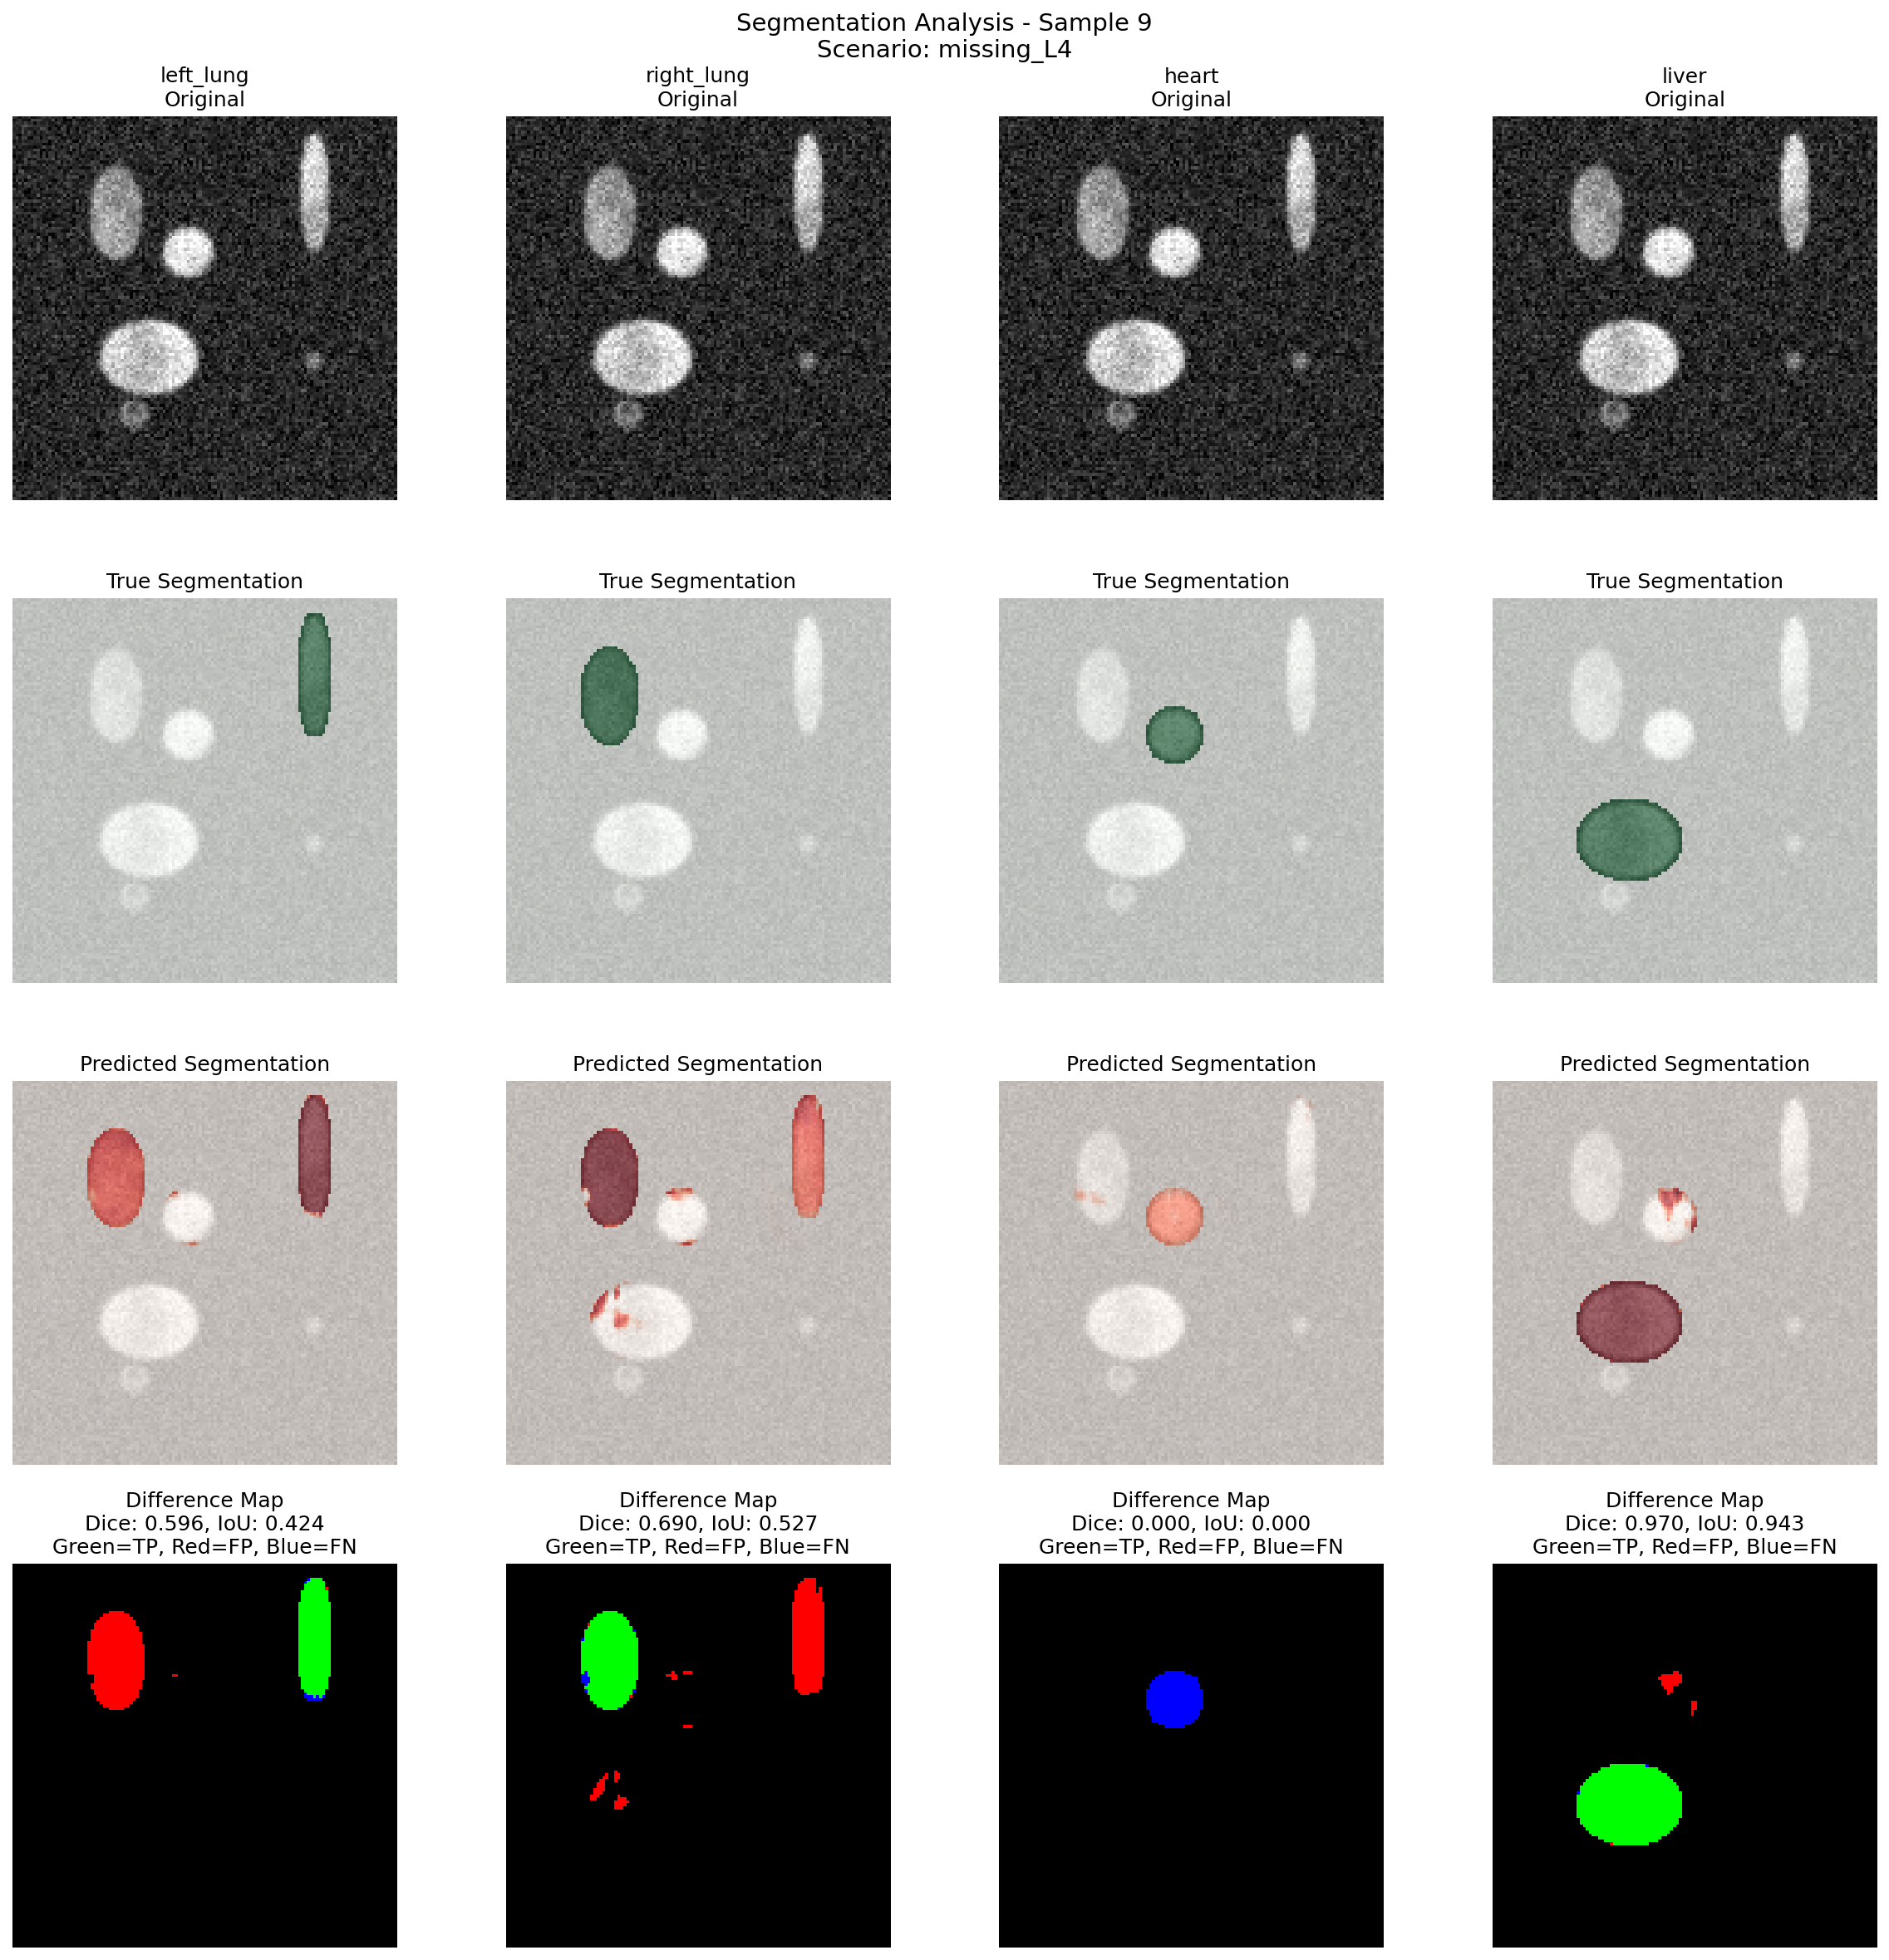 Segmentation Analysis - Sample 9
Scenario: missing_L4
left_lung
Original
right_lung
Original
heart
Original
liver
Original
True Segmentation
True Segmentation
True Segmentation
True Segmentation
Predicted Segmentation
Predicted Segmentation
Predicted Segmentation
Predicted Segmentation
Difference Map
Dice: 0.596, IoU: 0.424
Green=TP, Red=FP, Blue=FN
Difference Map
Dice: 0.690, IoU: 0.527
Green=TP, Red=FP, Blue=FN
Difference Map
Dice: 0.000, IoU: 0.000
Green=TP, Red=FP, Blue=FN
Difference Map
Dice: 0.970, IoU: 0.943
Green=TP, Red=FP, Blue=FN